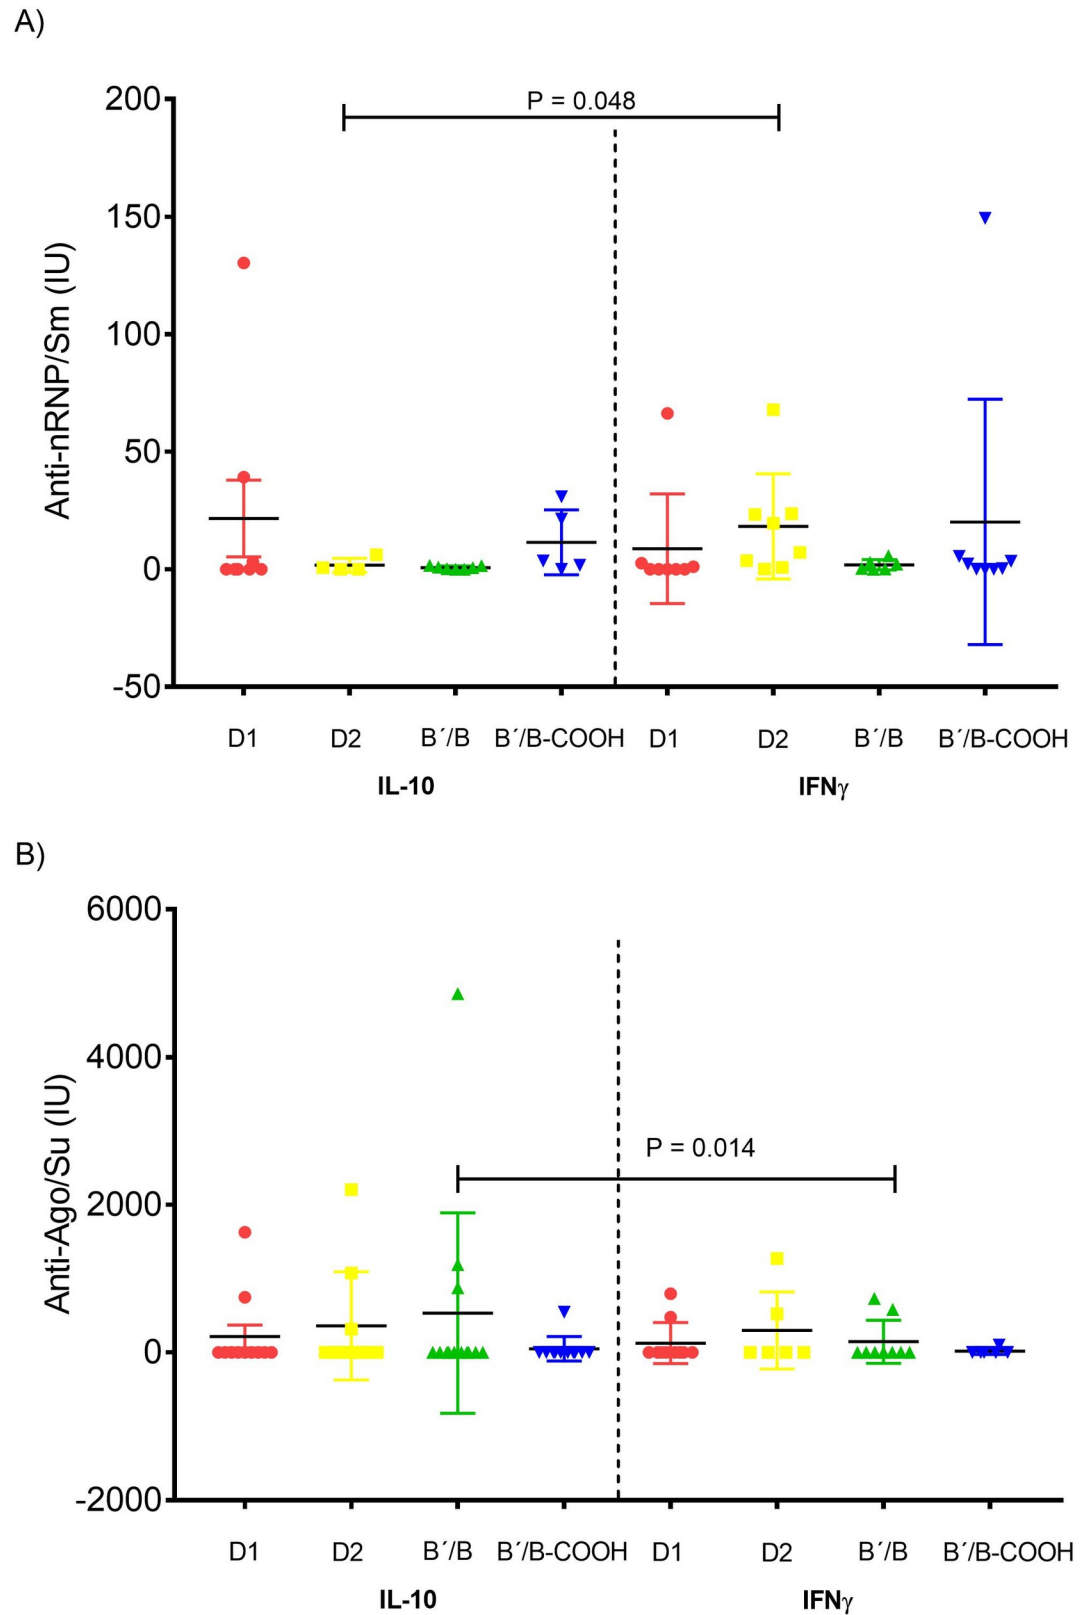 A)
P = 0.048
200
150
100
50
0
-50
Anti-nRNP/Sm (IU)
D1 D2 B´/B B´/B-COOH D1 D2 B´/B B´/B-COOH
IL-10 IFNγ
B)
6000
4000
P = 0.014
2000
0
-2000
Anti-Ago/Su (IU)
D1 D2 B´/B B´/B-COOH D1 D2 B´/B B´/B-COOH
IL-10 IFNγ